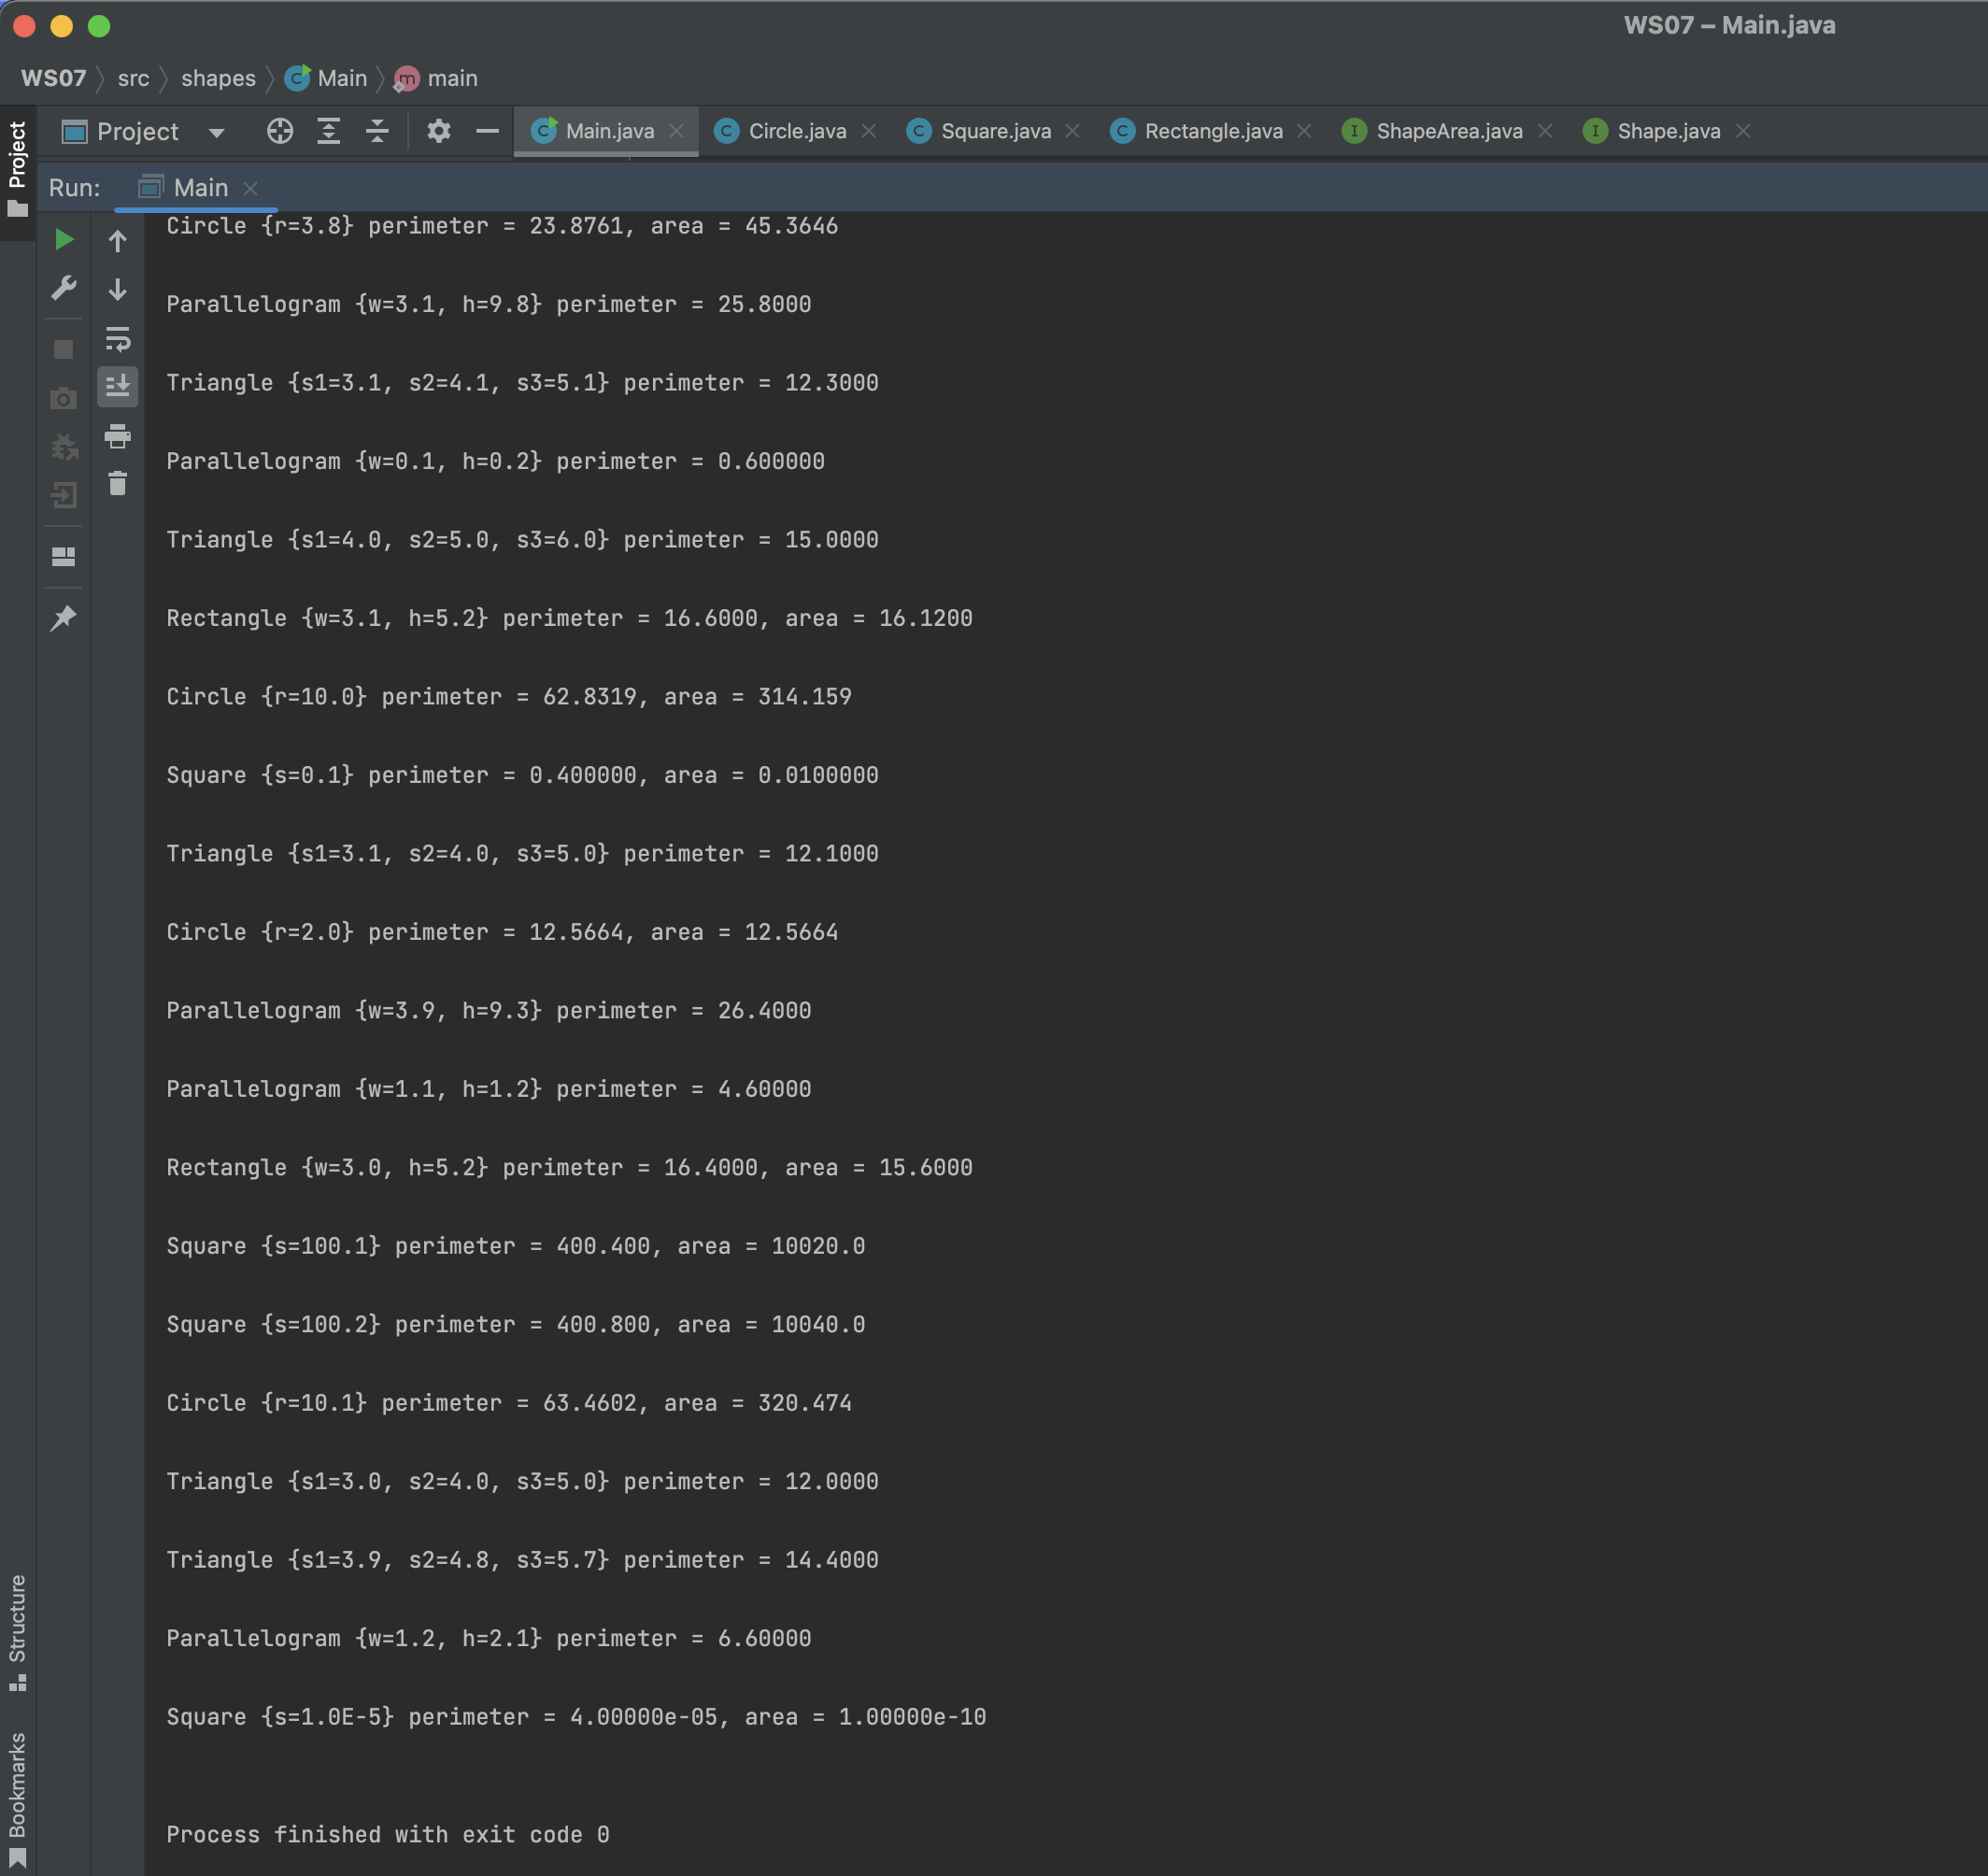 WS07 – Main.java
WS07 src shapes Main main
Project Main.java Circle.java Square.java Rectangle.java ShapeArea.java Shape.java
Project
Run: Main
Circle {r=3.8} perimeter = 23.8761, area = 45.3646
Parallelogram {w=3.1, h=9.8} perimeter = 25.8000
Triangle {s1=3.1, s2=4.1, s3=5.1} perimeter = 12.3000
Parallelogram {w=0.1, h=0.2} perimeter = 0.600000
Triangle {s1=4.0, s2=5.0, s3=6.0} perimeter = 15.0000
Rectangle {w=3.1, h=5.2} perimeter = 16.6000, area = 16.1200
Circle {r=10.0} perimeter = 62.8319, area = 314.159
Square {s=0.1} perimeter = 0.400000, area = 0.0100000
Triangle {s1=3.1, s2=4.0, s3=5.0} perimeter = 12.1000
Circle {r=2.0} perimeter = 12.5664, area = 12.5664
Parallelogram {w=3.9, h=9.3} perimeter = 26.4000
Parallelogram {w=1.1, h=1.2} perimeter = 4.60000
Rectangle {w=3.0, h=5.2} perimeter = 16.4000, area = 15.6000
Square {s=100.1} perimeter = 400.400, area = 10020.0
Square {s=100.2} perimeter = 400.800, area = 10040.0
Circle {r=10.1} perimeter = 63.4602, area = 320.474
Triangle {s1=3.0, s2=4.0, s3=5.0} perimeter = 12.0000
Triangle {s1=3.9, s2=4.8, s3=5.7} perimeter = 14.4000
Parallelogram {w=1.2, h=2.1} perimeter = 6.60000
Square {s=1.0E-5} perimeter = 4.00000e-05, area = 1.00000e-10
Process finished with exit code 0
Structure
Bookmarks